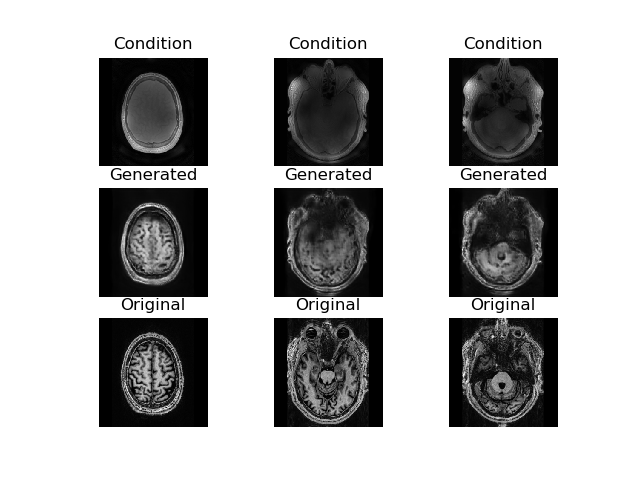 Condition Condition Condition
Generated Generated Generated
Original Original Original